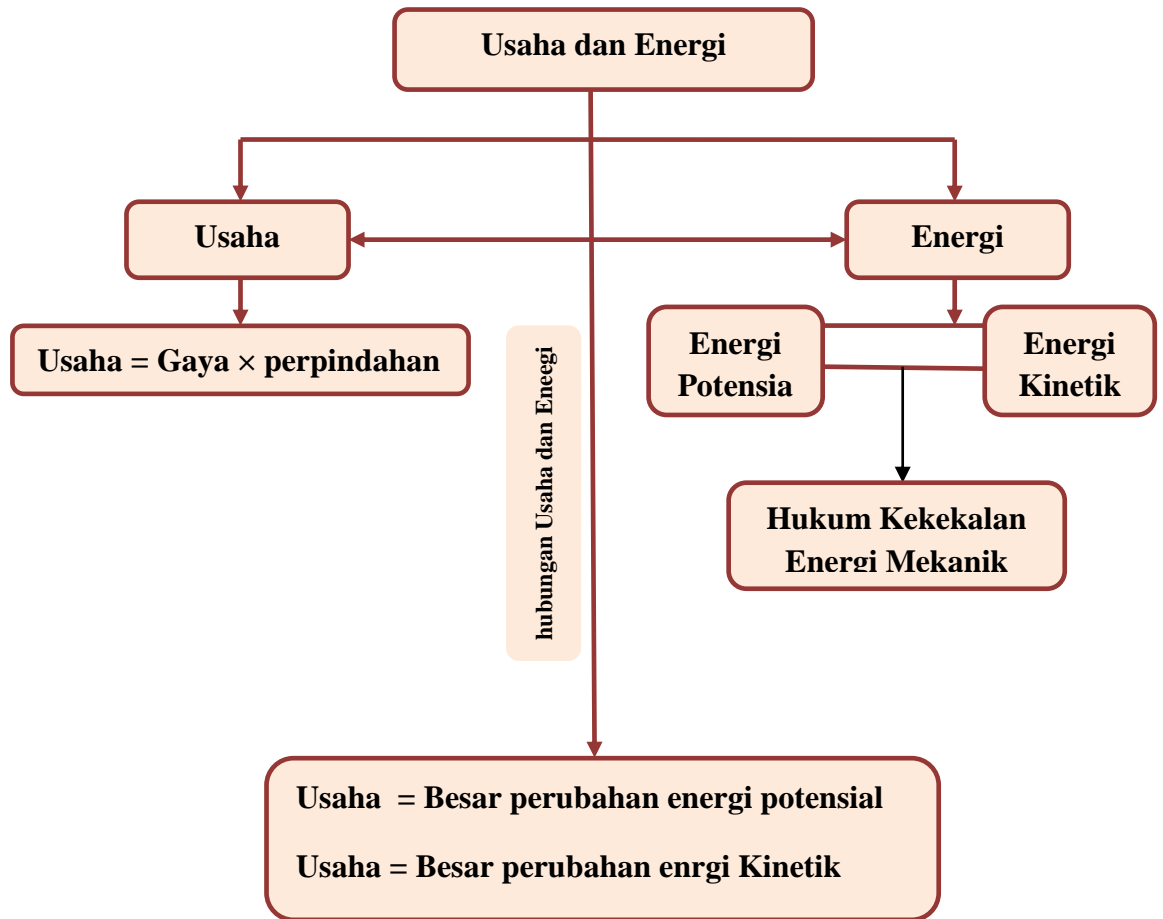 Usaha dan Energi
Usaha
Energi
Usaha = Gaya × perpindahan
Energi
Potensia
Energi
Kinetik
hubungan Usaha dan Eneegi
Hukum Kekekalan
Energi Mekanik
Usaha = Besar perubahan energi potensial
Usaha = Besar perubahan enrgi Kinetik